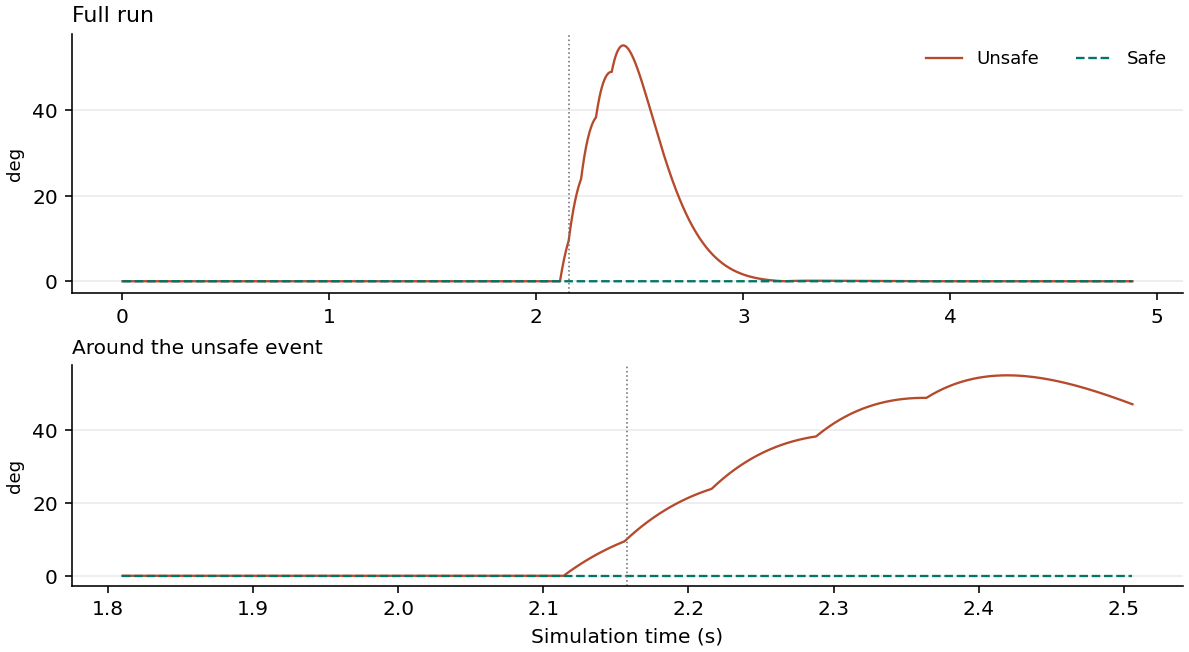 Full run
Unsafe Safe
deg
40
20
0
0 1 2 3 4 5
Around the unsafe event
deg
40
20
0
1.8 1.9 2.0 2.1 2.2 2.3 2.4 2.5
Simulation time (s)